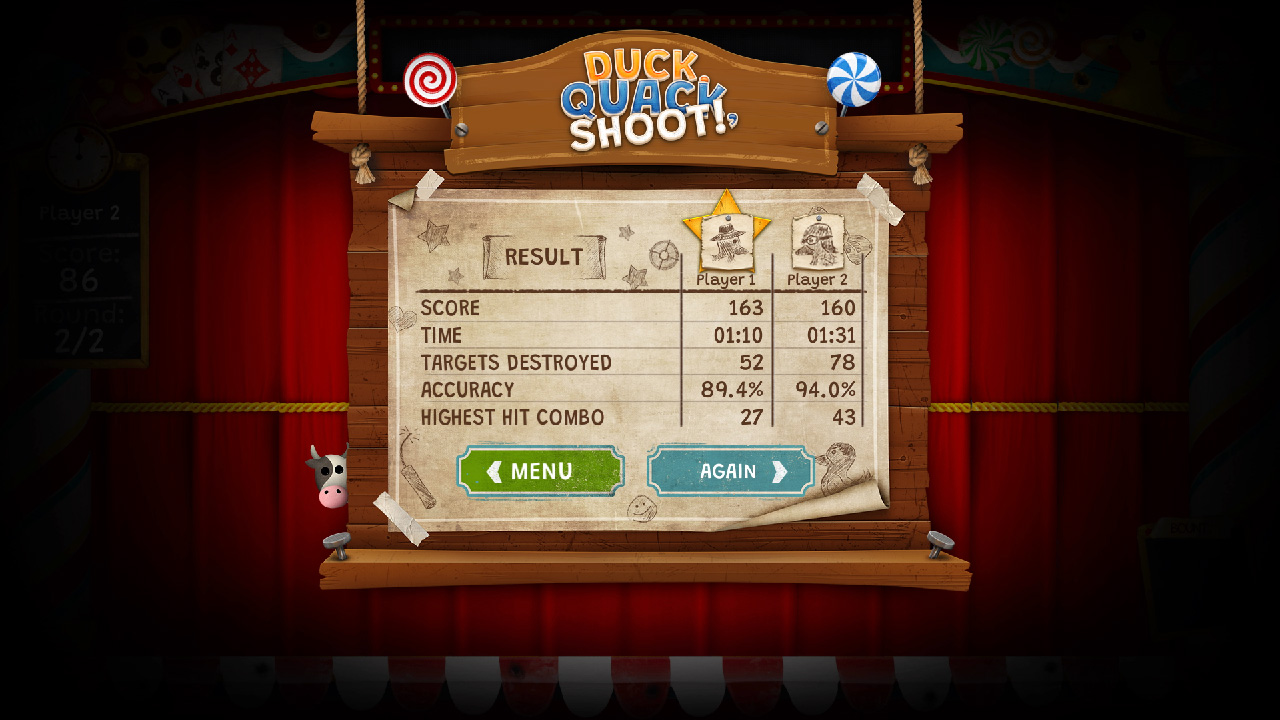 DUCK,
QUACK,
SHOOT!
RESULT
Player 1 Player 2
SCORE 163 160
TIME 01:10 01:31
TARGETS DESTROYED 52 78
ACCURACY 89.4% 94.0%
HIGHEST HIT COMBO 27 43
MENU AGAIN
Player 2
Score:
86
Round:
2/2